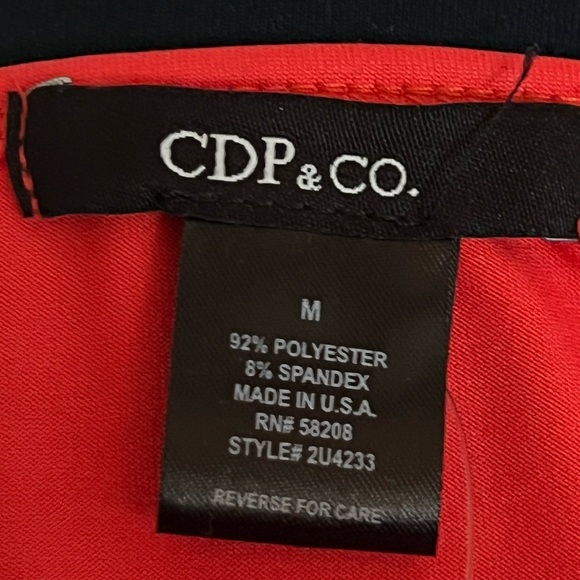 CDP & CO.
M
92% POLYESTER
8% SPANDEX
MADE IN U.S.A.
RN# 58208
STYLE# 2U4233
REVERSE FOR CARE